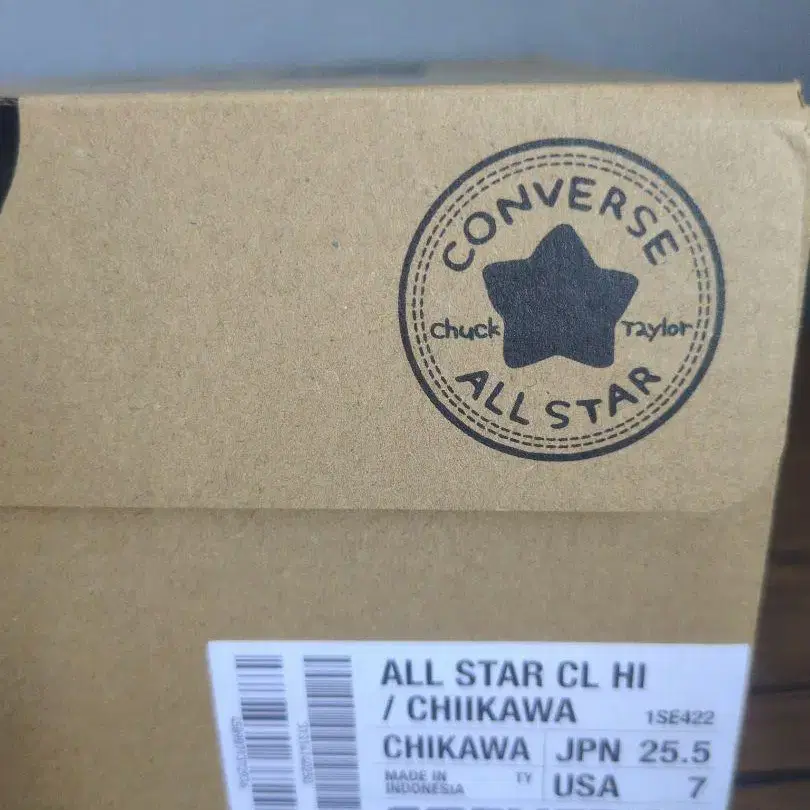 CONVERSE
Chuck Taylor
ALL STAR
ALL STAR CL HI
/ CHIIKAWA 1SE422
CHIKAWA JPN 25.5
MADE IN TY USA 7
INDONESIA